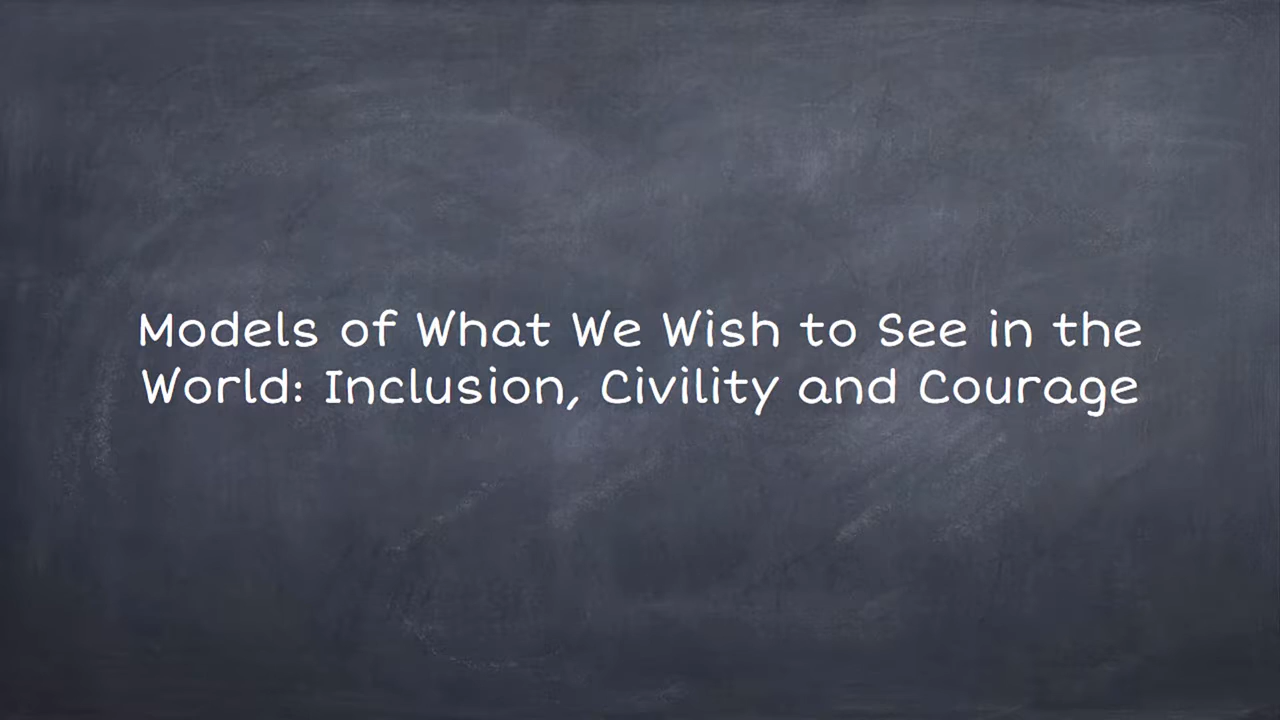 Models of What We Wish to See in the
World: Inclusion, Civility and Courage